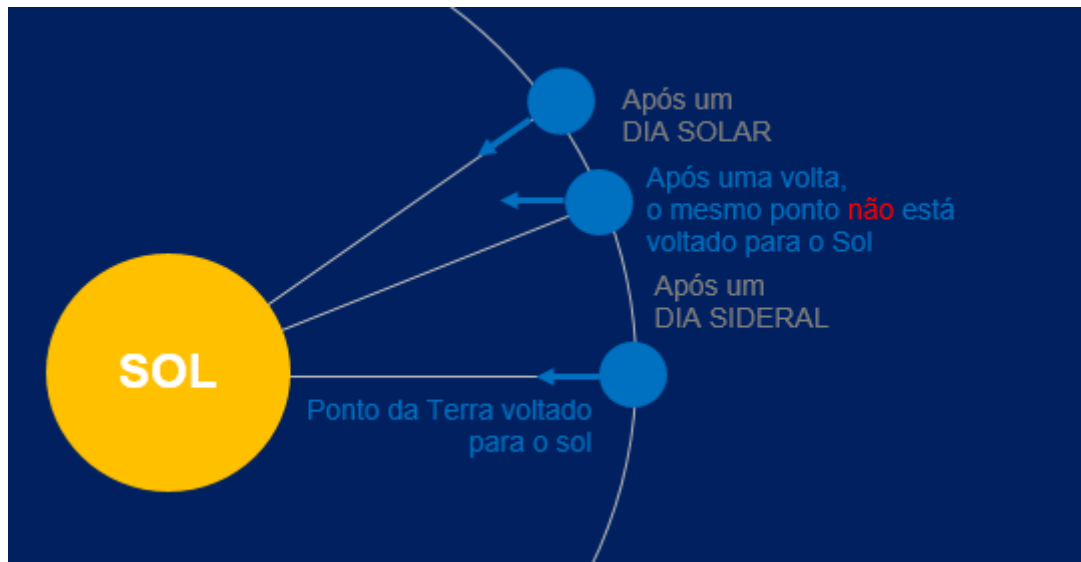 Após um
DIA SOLAR
Após uma volta,
o mesmo ponto não está
voltado para o Sol
Após um
DIA SIDERAL
SOL
Ponto da Terra voltado
para o sol